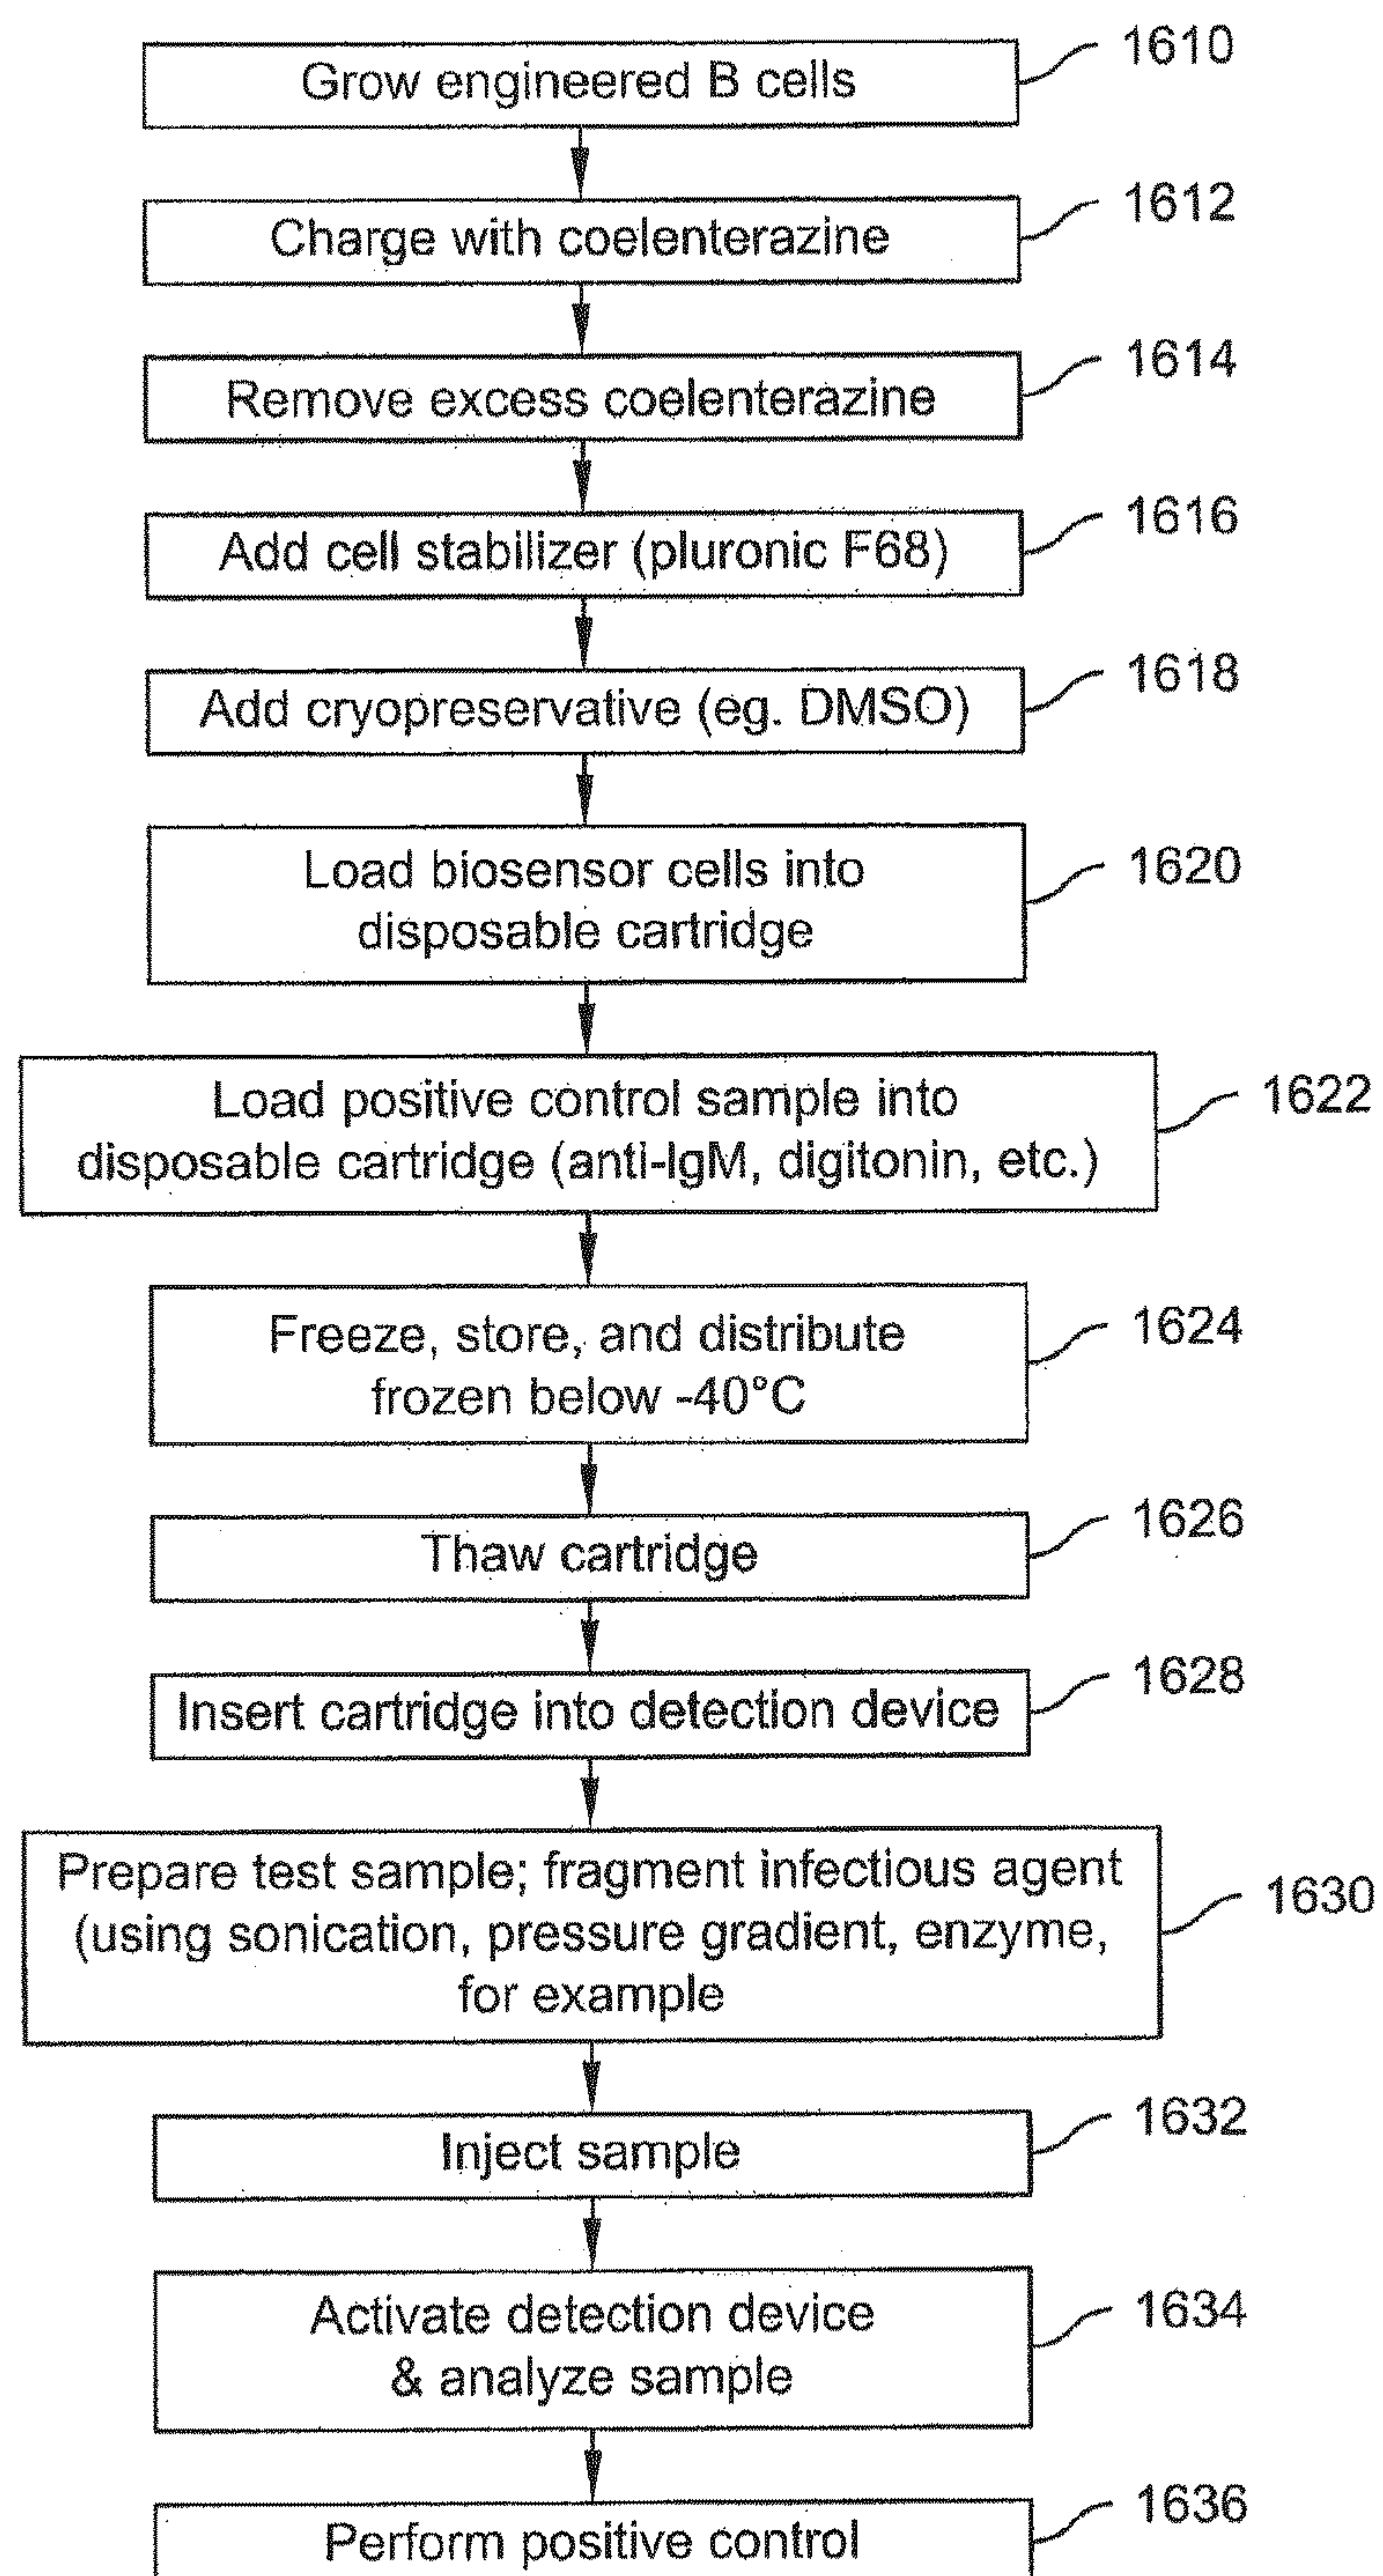 Grow engineered B cells
1610
Charge with coelenterazine
1612
Remove excess coelenterazine
1614
Add cell stabilizer (pluronic F68)
1616
Add cryopreservative (eg. DMSO)
1618
Load biosensor cells into
disposable cartridge
1620
Load positive control sample into
disposable cartridge (anti-IgM, digitonin, etc.)
1622
Freeze, store, and distribute
frozen below -40°C
1624
Thaw cartridge
1626
Insert cartridge into detection device
1628
Prepare test sample; fragment infectious agent
(using sonication, pressure gradient, enzyme,
for example
1630
Inject sample
1632
Activate detection device
& analyze sample
1634
Perform positive control
1636